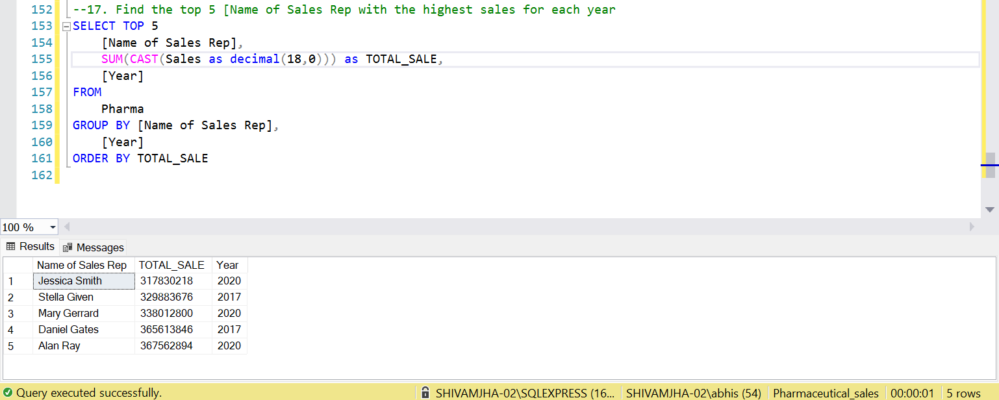 152 --17. Find the top 5 [Name of Sales Rep with the highest sales for each year
153 SELECT TOP 5
154 [Name of Sales Rep],
155 SUM(CAST(Sales as decimal(18,0))) as TOTAL_SALE,
156 [Year]
157 FROM
158 Pharma
159 GROUP BY [Name of Sales Rep],
160 [Year]
161 ORDER BY TOTAL_SALE
162
100 %
Results Messages
Name of Sales Rep TOTAL_SALE Year
1 Jessica Smith 317830218 2020
2 Stella Given 329883676 2017
3 Mary Gerrard 338012800 2020
4 Daniel Gates 365613846 2017
5 Alan Ray 367562894 2020
Query executed successfully. SHIVAMJHA-02\SQLEXPRESS (16... SHIVAMJHA-02\abhis (54) Pharmaceutical_sales 00:00:01 5 rows